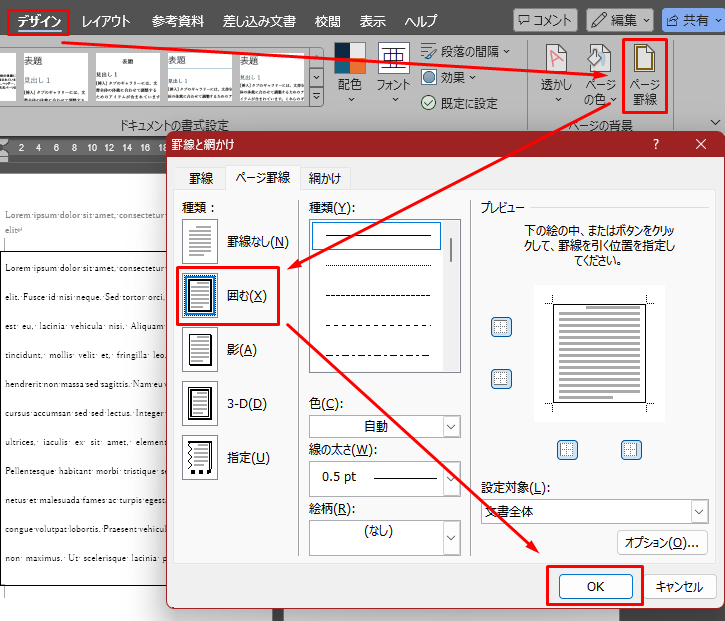 デザイン レイアウト 参考資料 差し込み文書 校閲 表示 ヘルプ コメント 編集 共有
表題 表題 表題 表題
見出し 1 見出し 1 見出し 1 見出し 1
配色 フォント
段落の間隔
効果
既定に設定
透かし
ページの色
ページ罫線
ドキュメントの書式設定 ページの背景
2 4 6 8 10 12 14 16 18
罫線と網かけ ? ×
罫線 ページ罫線 網かけ
種類： 種類(Y): プレビュー
罫線なし(N)
囲む(X)
影(A)
3-D(D)
指定(U)
色(C):
自動
線の太さ(W):
0.5 pt
絵柄(R):
(なし)
下の絵の中、またはボタンをクリッ
クして、罫線を引く位置を指定し
てください。
設定対象(L):
文書全体
オプション(O)...
OK キャンセル
Lorem ipsum dolor sit amet, consectetur
elit
Lorem ipsum dolor sit amet, consectetur
elit. Fusce id nisi neque. Sed tortor orci,
est eu, lacinia vehicula nisi. Aliquam
tincidunt, mollis velit et, fringilla leo.
hendrerit non massa sed sagittis. Nam eu
cursus accumsan sed sed lectus. Integer
ultrices, iaculis ex sit amet, element
Pellentesque habitant morbi tristique se
netus et malesuada fames ac turpis egest
congue volutpat lobortis. Praesent vehicul
non maximus. Ut scelerisque lacinia p